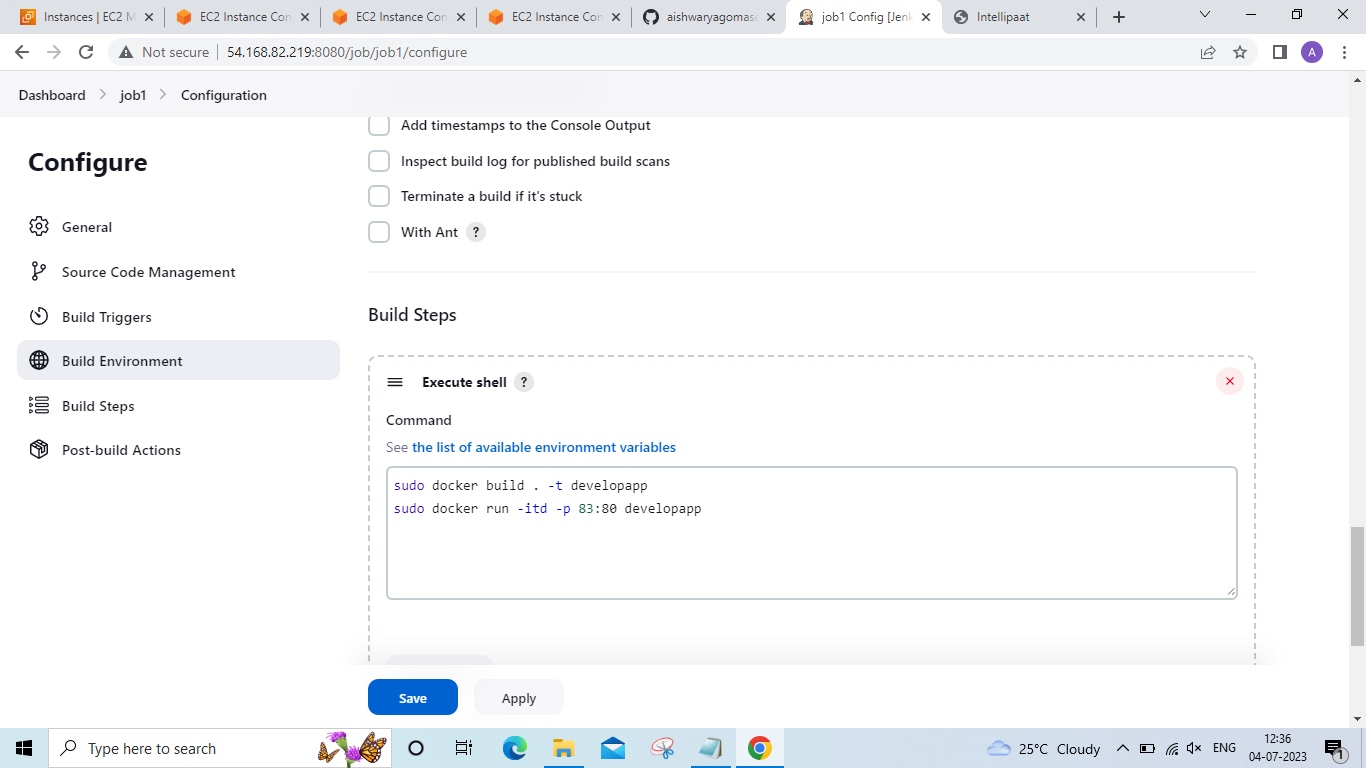 Instances | EC2 M
EC2 Instance Con
EC2 Instance Con
EC2 Instance Con
aishwaryagomase
job1 Config [Jenk
Intellipaat
Not secure
54.168.82.219:8080/job/job1/configure
A
Dashboard
job1
Configuration
Configure
General
Source Code Management
Build Triggers
Build Environment
Build Steps
Post-build Actions
Add timestamps to the Console Output
Inspect build log for published build scans
Terminate a build if it's stuck
With Ant ?
Build Steps
Execute shell ?
Command
See the list of available environment variables
sudo docker build . -t developapp
sudo docker run -itd -p 83:80 developapp
Save
Apply
Type here to search
25°C Cloudy
ENG
12:36
04-07-2023
1